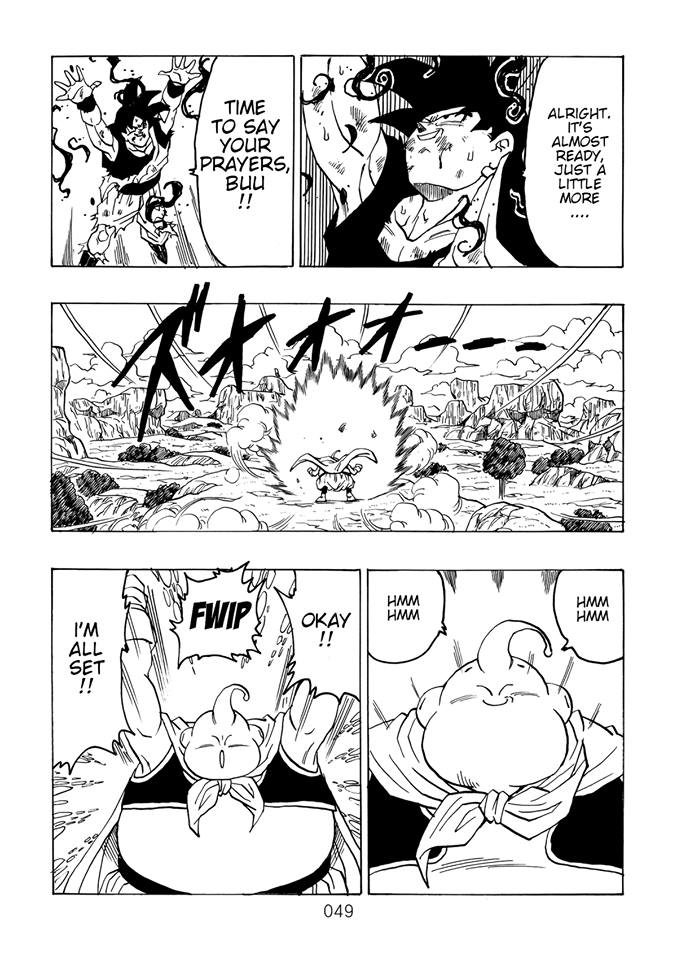 ALRIGHT.
IT'S
ALMOST
READY,
JUST A
LITTLE
MORE
....
TIME
TO SAY
YOUR
PRAYERS,
BUU
!!
ズオオオーーー
HMM
HMM
HMM
HMM
OKAY
!!
FWIP
I'M
ALL
SET
!!
049